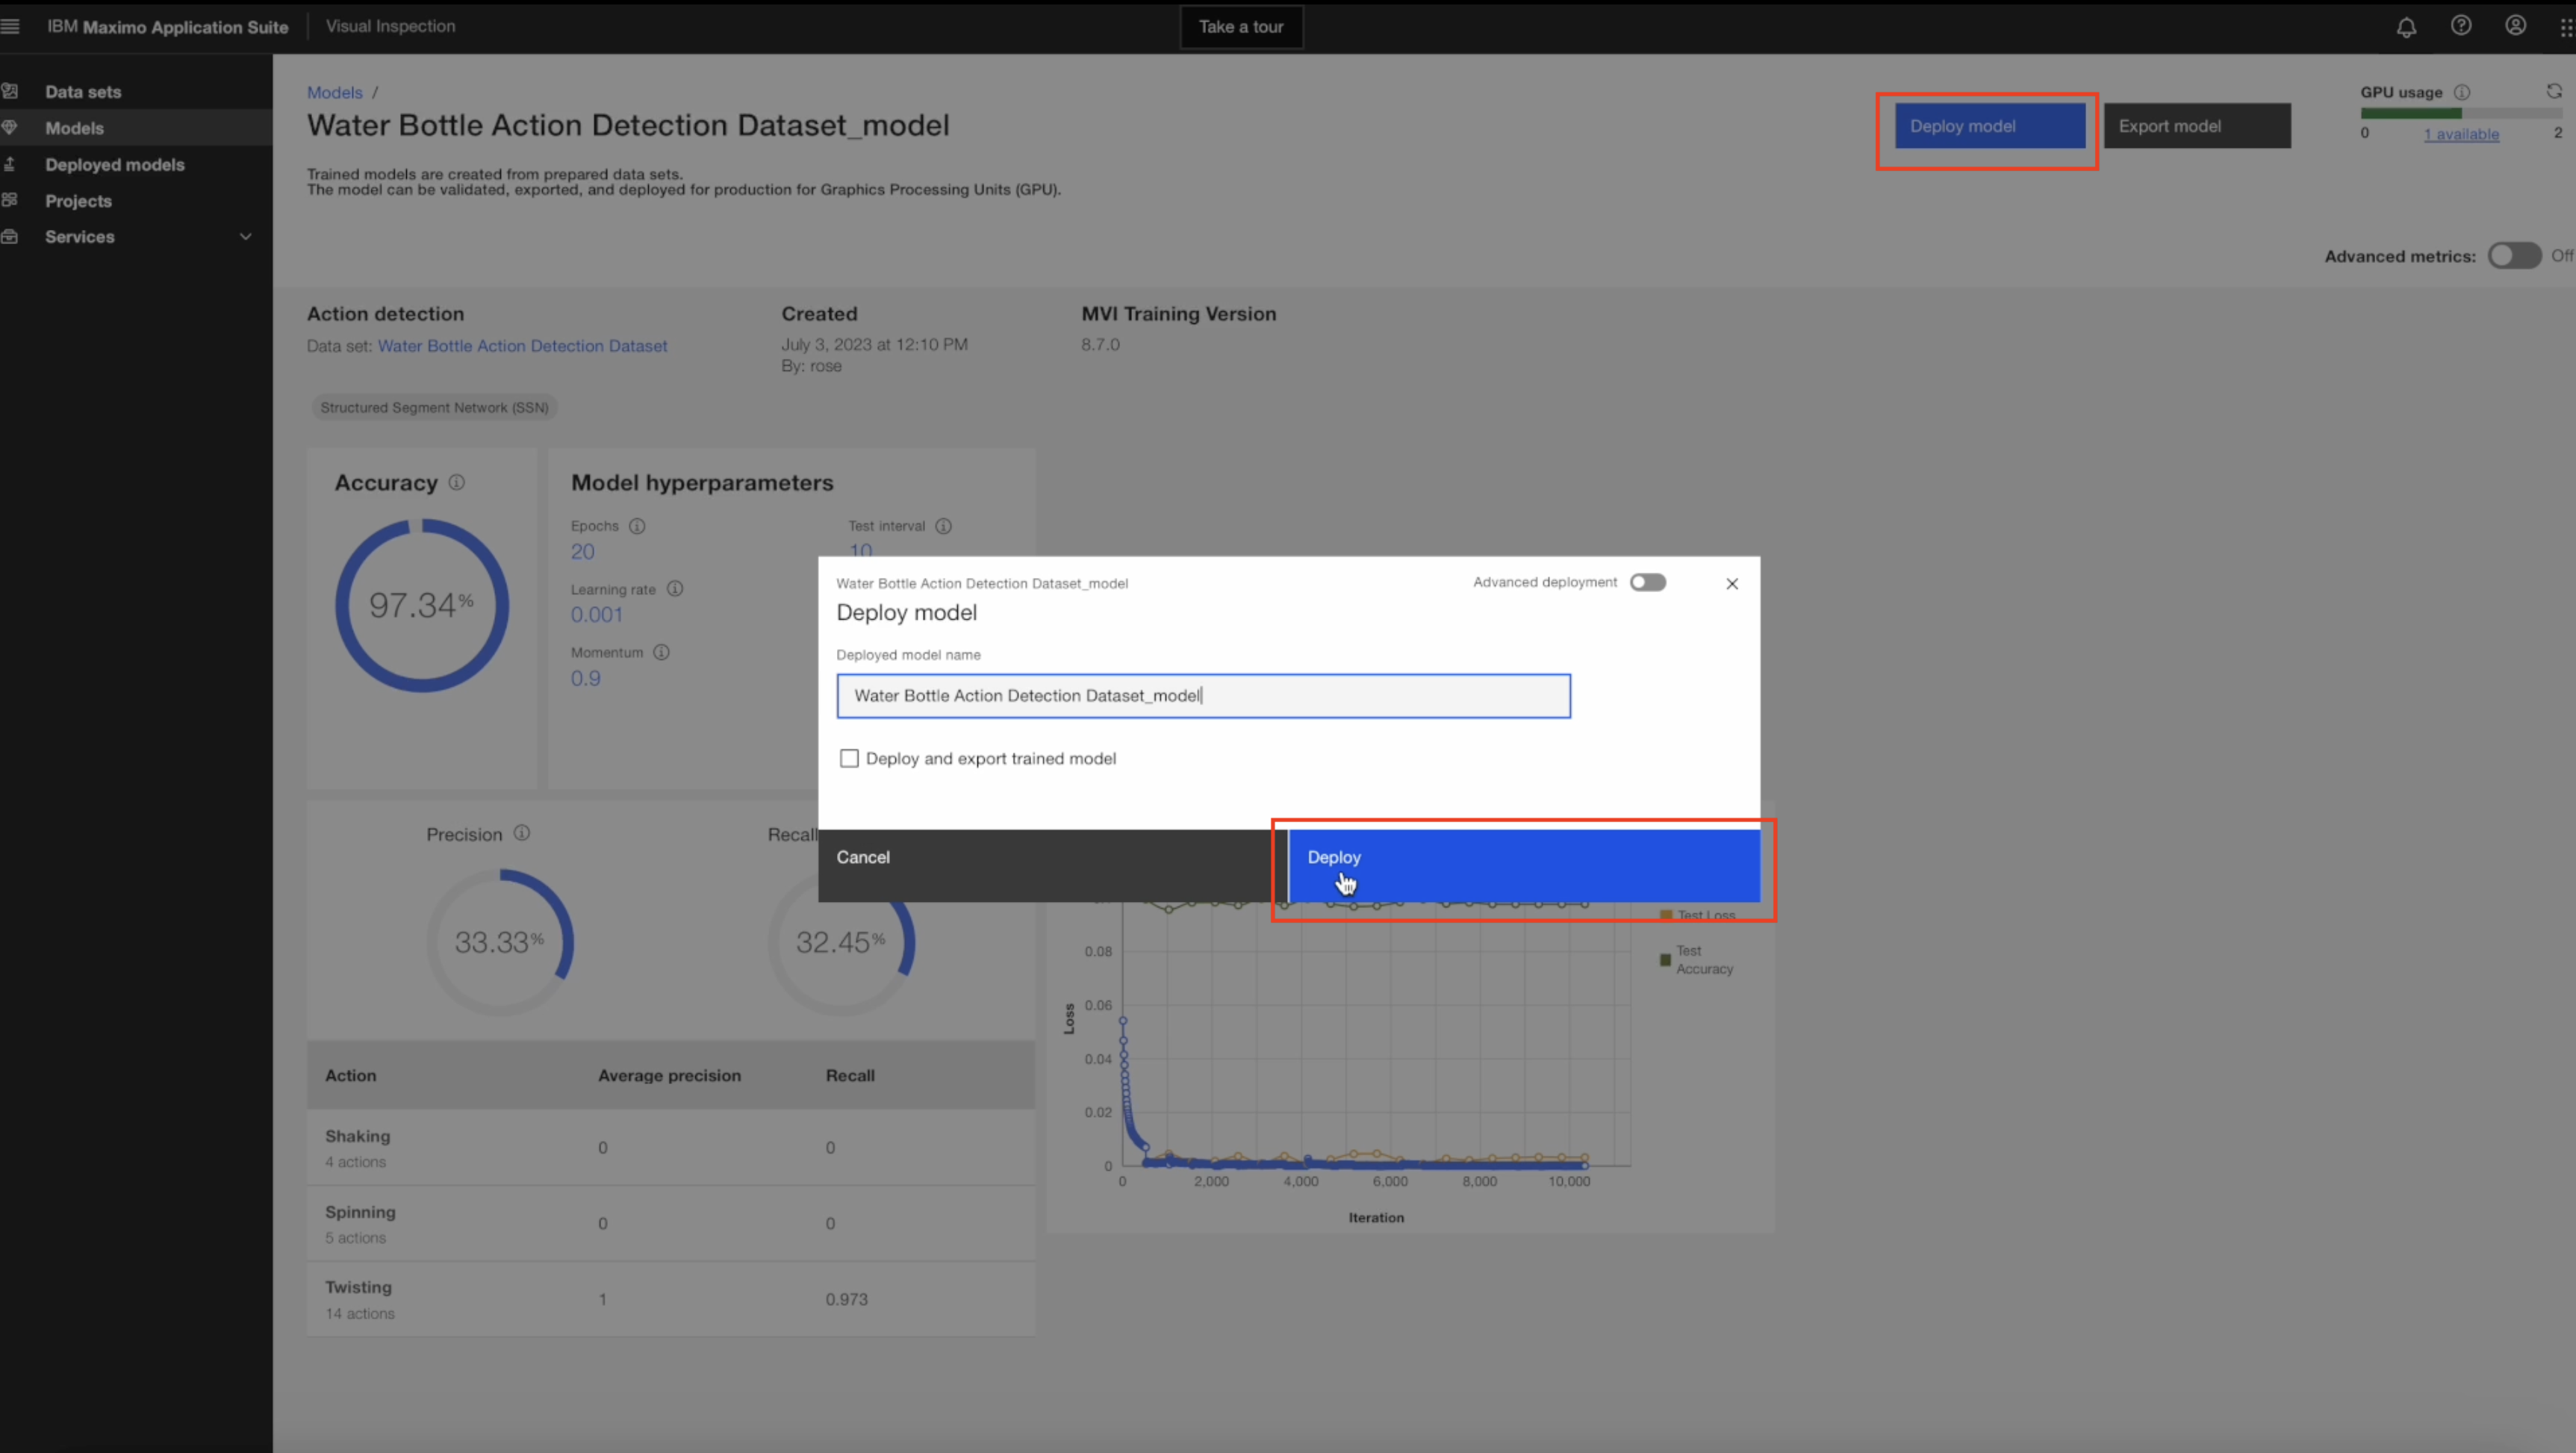 IBM Maximo Application Suite
Visual Inspection
Take a tour
Data sets
Models
Deployed models
Projects
Services
Models /
Water Bottle Action Detection Dataset_model
Trained models are created from prepared data sets.
The model can be validated, exported, and deployed for production for Graphics Processing Units (GPU).
Deploy model
Export model
GPU usage
0
1 available
2
Advanced metrics:
Off
Action detection
Data set: Water Bottle Action Detection Dataset
Created
July 3, 2023 at 12:10 PM
By: rose
MVI Training Version
8.7.0
Structured Segment Network (SSN)
Accuracy
97.34%
Model hyperparameters
Epochs
20
Test interval
10
Learning rate
0.001
Momentum
0.9
Water Bottle Action Detection Dataset_model
Advanced deployment
Deploy model
Deployed model name
Water Bottle Action Detection Dataset_model
Deploy and export trained model
Cancel
Deploy
Precision
33.33%
Recall
32.45%
Action
Average precision
Recall
Shaking
4 actions
0
0
Spinning
5 actions
0
0
Twisting
14 actions
1
0.973
Test Loss
Test
Accuracy
Loss
0.08
0.06
0.04
0.02
0
0
2,000
4,000
6,000
8,000
10,000
Iteration